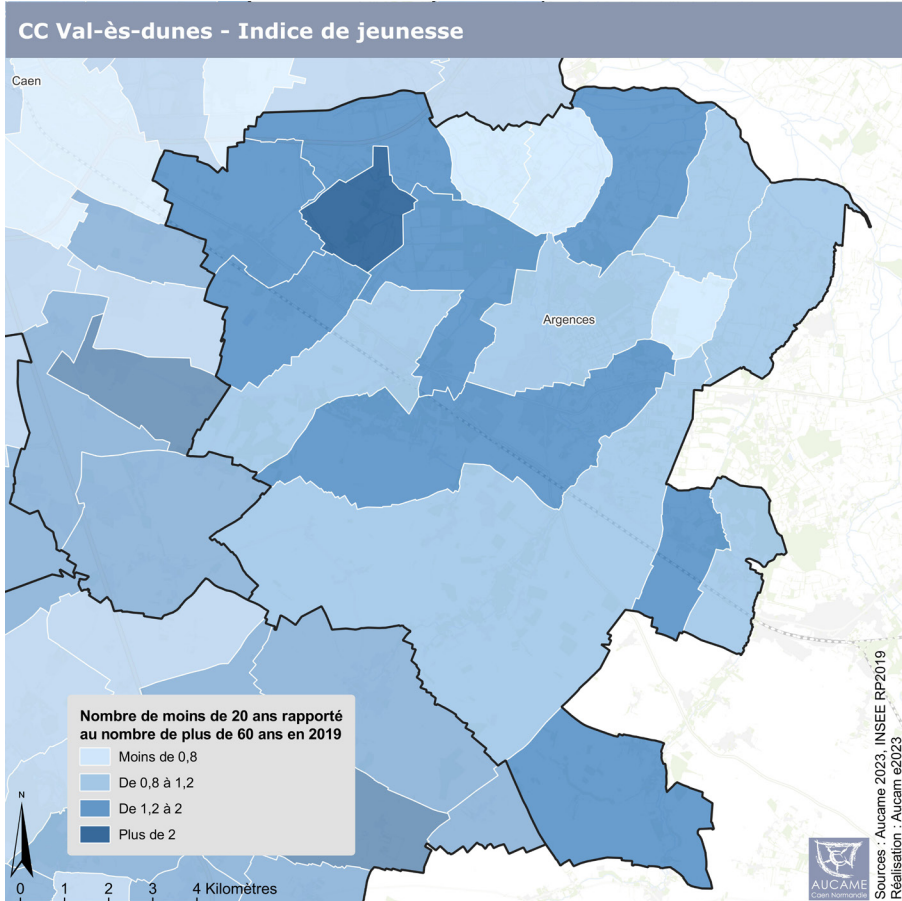 CC Val-ès-dunes - Indice de jeunesse
Caen
Argences
Nombre de moins de 20 ans rapporté
au nombre de plus de 60 ans en 2019
Moins de 0,8
De 0,8 à 1,2
De 1,2 à 2
Plus de 2
N
0 1 2 3 4 Kilomètres
AUCAME
Caen Normandie
Sources : Aucame 2023, INSEE RP2019
Réalisation : Aucam e2023